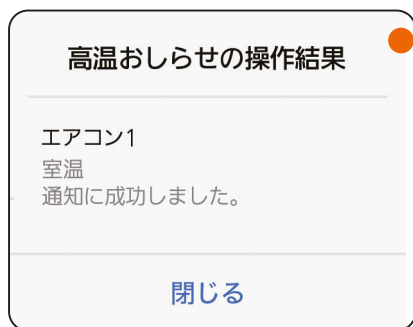 高温おしらせの操作結果
エアコン1
室温
通知に成功しました。
閉じる